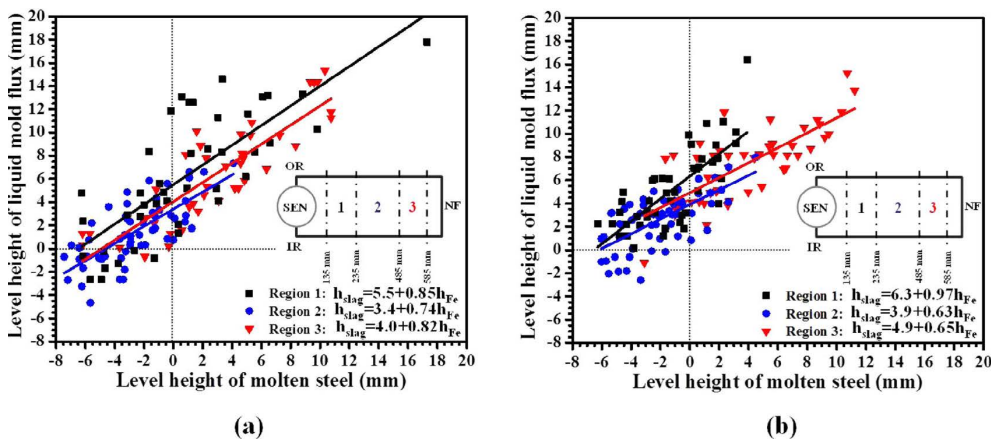 (a)
Level height of liquid mold flux (mm)
20
18
16
14
12
10
8
6
4
2
0
-2
-4
-6
-8
OR
SEN
1
2
3
NF
IR
135 mm
235 mm
485 mm
585 mm
Region 1: hslag=5.5+0.85hFe
Region 2: hslag=3.4+0.74hFe
Region 3: hslag=4.0+0.82hFe
-8 -6 -4 -2 0 2 4 6 8 10 12 14 16 18 20
Level height of molten steel (mm)
(a)
(b)
Level height of liquid mold flux (mm)
20
18
16
14
12
10
8
6
4
2
0
-2
-4
-6
-8
OR
SEN
1
2
3
NF
IR
135 mm
235 mm
485 mm
585 mm
Region 1: hslag=6.3+0.97hFe
Region 2: hslag=3.9+0.63hFe
Region 3: hslag=4.9+0.65hFe
-8 -6 -4 -2 0 2 4 6 8 10 12 14 16 18 20
Level height of molten steel (mm)
(b)